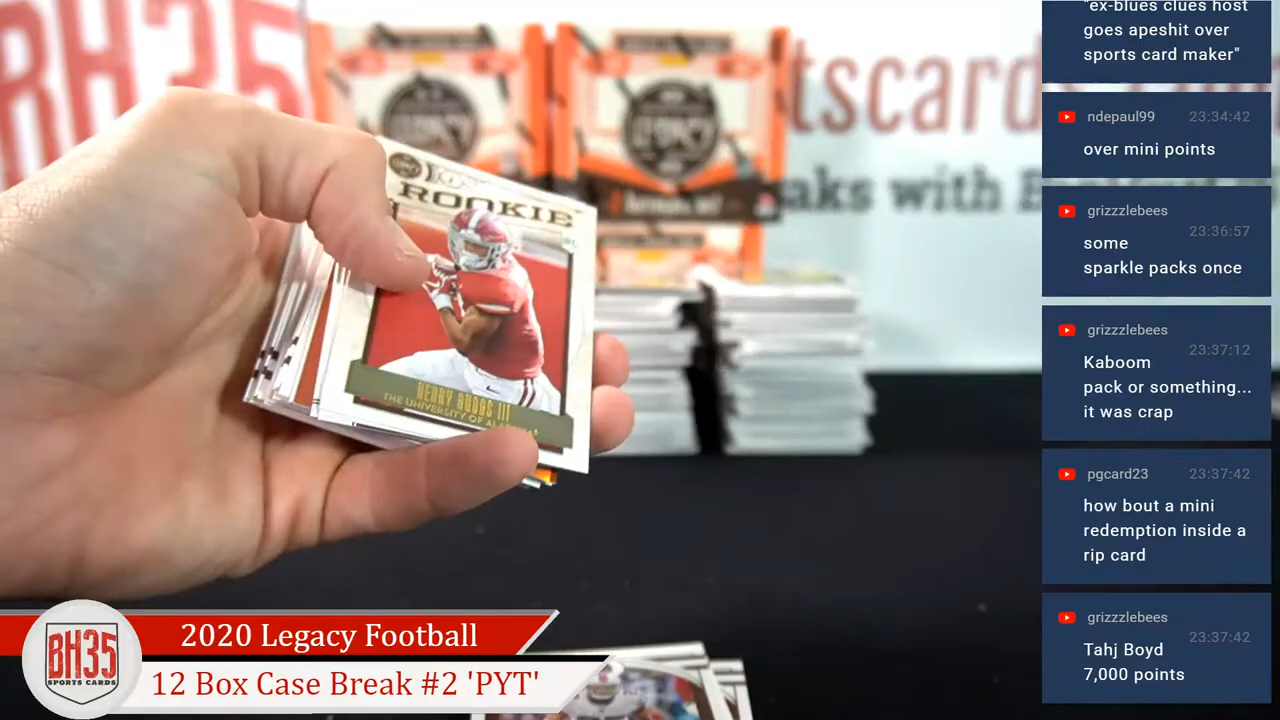 BH35
tscards
aks with
LEGACY
ROOKIE
HENRY RUGGS III
THE UNIVERSITY OF
2020 Legacy Football
12 Box Case Break #2 'PYT'
BH35
SPORTS CARDS
"ex-blues clues host
goes apeshit over
sports card maker"
ndepaul99 23:34:42
over mini points
grizzzlebees 23:36:57
some
sparkle packs once
grizzzlebees 23:37:12
Kaboom
pack or something...
it was crap
pgcard23 23:37:42
how bout a mini
redemption inside a
rip card
grizzzlebees 23:37:42
Tahj Boyd
7,000 points